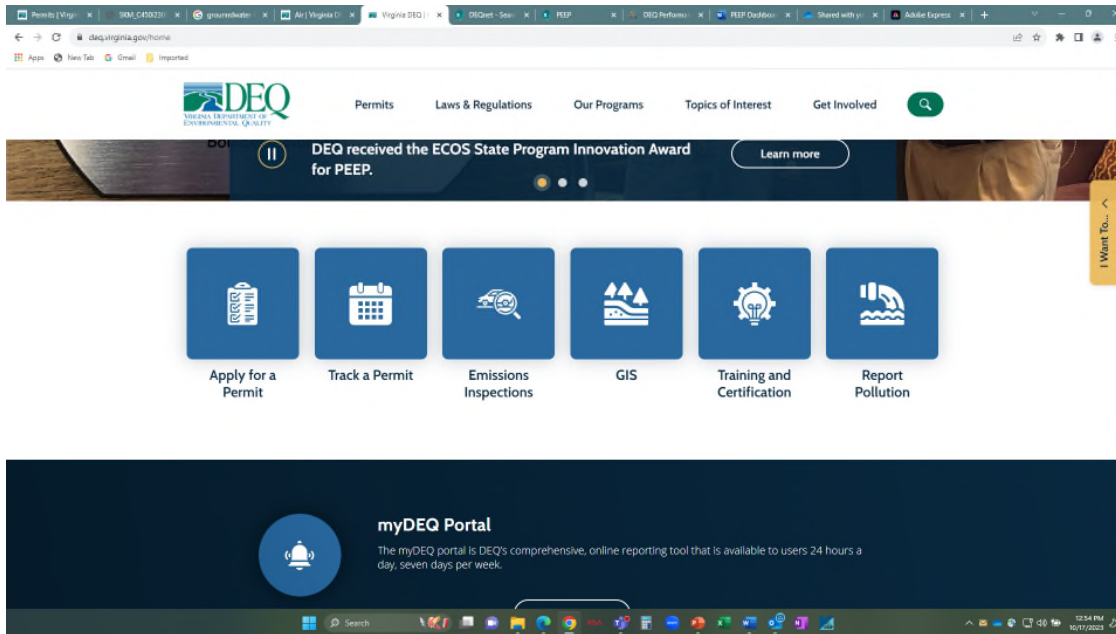 Permits | Virgin
SKM_C450i23
groundwater
Air | Virginia D
Virginia DEQ |
DEQnet - Sear
PEEP
DEQ Performa
PEEP Dashboa
Shared with yo
Adobe Express
deq.virginia.gov/home
Apps New Tab Gmail Imported
DEQ
VIRGINIA DEPARTMENT OF
ENVIRONMENTAL QUALITY
Permits Laws & Regulations Our Programs Topics of Interest Get Involved
DEQ received the ECOS State Program Innovation Award
for PEEP.
Learn more
I Want To...
Apply for a
Permit
Track a Permit
Emissions
Inspections
GIS
Training and
Certification
Report
Pollution
myDEQ Portal
The myDEQ portal is DEQ's comprehensive, online reporting tool that is available to users 24 hours a
day, seven days per week.
Search
12:54 PM
10/17/2023